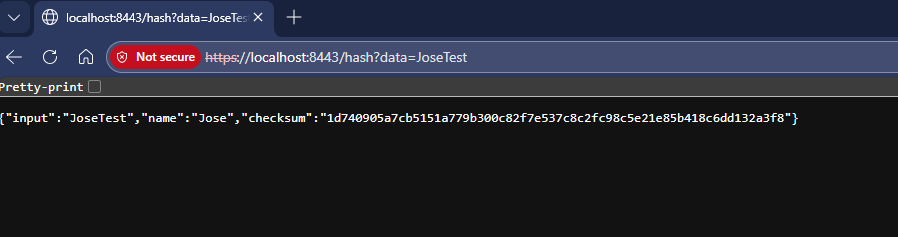 localhost:8443/hash?data=JoseTes
Not secure https://localhost:8443/hash?data=JoseTest
Pretty-print
{"input":"JoseTest","name":"Jose","checksum":"1d740905a7cb5151a779b300c82f7e537c8c2fc98c5e21e85b418c6dd132a3f8"}